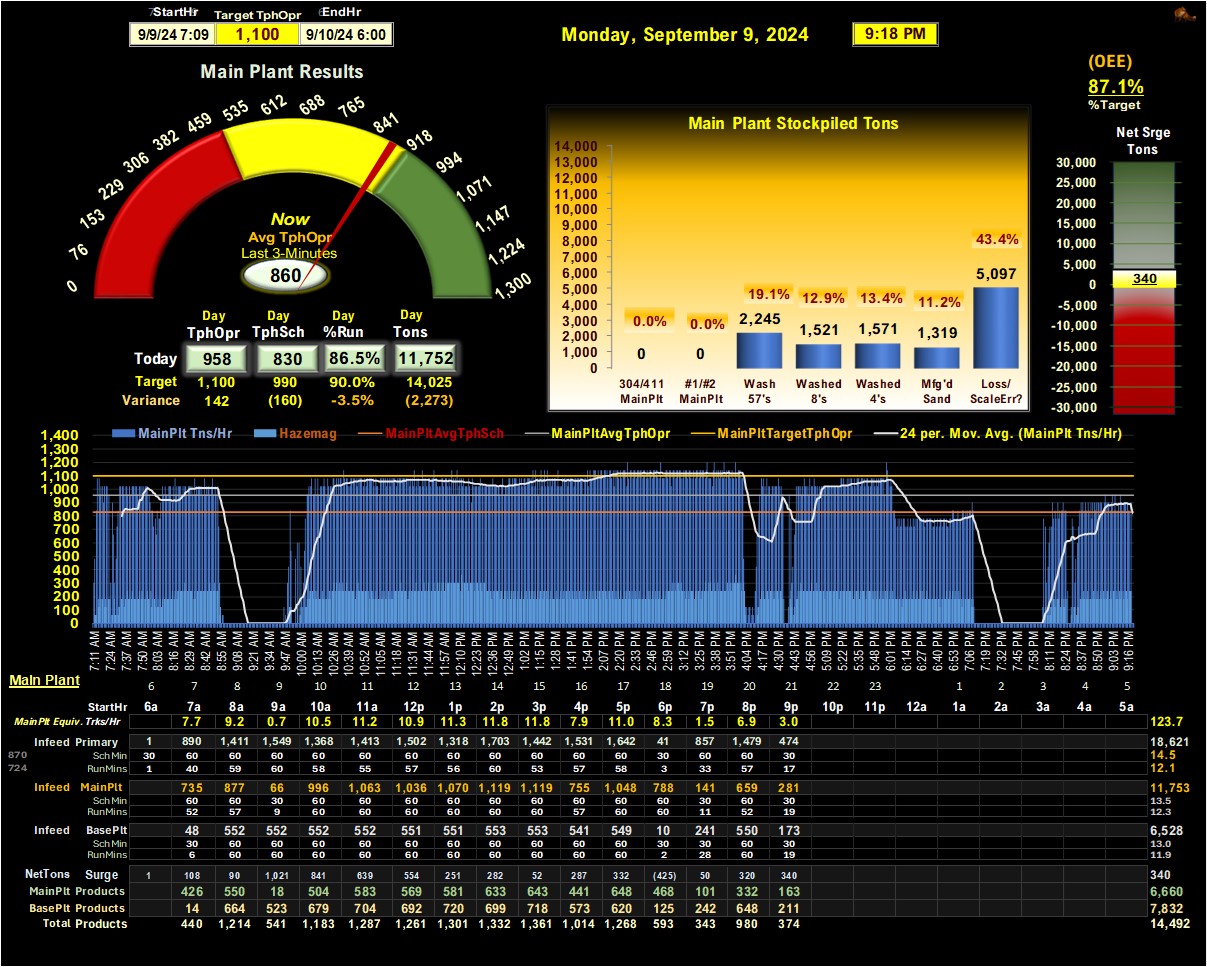 StartHr Target TphOpr EndHr
9/9/24 7:09 1,100 9/10/24 6:00
Monday, September 9, 2024 9:18 PM
(OEE)
87.1%
%Target
Main Plant Results
0 76 153 229 306 382 459 535 612 688 765 841 918 994 1,071 1,147 1,224 1,300
Now
Avg TphOpr
Last 3-Minutes
860
Day Day Day Day
TphOpr TphSch %Run Tons
Today 958 830 86.5% 11,752
Target 1,100 990 90.0% 14,025
Variance 142 (160) -3.5% (2,273)
Main Plant Stockpiled Tons
14,000
13,000
12,000
11,000
10,000
9,000
8,000
7,000
6,000
5,000
4,000
3,000
2,000
1,000
0
0.0% 0.0% 19.1% 12.9% 13.4% 11.2% 43.4%
0 0 2,245 1,521 1,571 1,319 5,097
304/411 #1/#2 Wash Washed Washed Mfg'd Loss/
MainPlt MainPlt 57's 8's 4's Sand ScaleErr?
Net Srge
Tons
30,000
25,000
20,000
15,000
10,000
5,000
0
-5,000
-10,000
-15,000
-20,000
-25,000
-30,000
340
MainPlt Tns/Hr Hazemag MainPltAvgTphSch MainPltAvgTphOpr MainPltTargetTphOpr 24 per. Mov. Avg. (MainPlt Tns/Hr)
1,400
1,300
1,200
1,100
1,000
900
800
700
600
500
400
300
200
100
0
7:11 AM 7:24 AM 7:37 AM 7:50 AM 8:03 AM 8:16 AM 8:29 AM 8:42 AM 8:55 AM 9:08 AM 9:21 AM 9:34 AM 9:47 AM 10:00 AM 10:13 AM 10:26 AM 10:39 AM 10:52 AM 11:05 AM 11:18 AM 11:31 AM 11:44 AM 11:57 AM 12:10 PM 12:23 PM 12:36 PM 12:49 PM 1:02 PM 1:15 PM 1:28 PM 1:41 PM 1:54 PM 2:07 PM 2:20 PM 2:33 PM 2:46 PM 2:59 PM 3:12 PM 3:25 PM 3:38 PM 3:51 PM 4:04 PM 4:17 PM 4:30 PM 4:43 PM 4:56 PM 5:09 PM 5:22 PM 5:35 PM 5:48 PM 6:01 PM 6:14 PM 6:27 PM 6:40 PM 6:53 PM 7:06 PM 7:19 PM 7:32 PM 7:45 PM 7:58 PM 8:11 PM 8:24 PM 8:37 PM 8:50 PM 9:03 PM 9:16 PM
Main Plant
6 7 8 9 10 11 12 13 14 15 16 17 18 19 20 21 22 23 1 2 3 4 5
StartHr 6a 7a 8a 9a 10a 11a 12p 1p 2p 3p 4p 5p 6p 7p 8p 9p 10p 11p 12a 1a 2a 3a 4a 5a
MainPlt Equiv. Trks/Hr 7.7 9.2 0.7 10.5 11.2 10.9 11.3 11.8 11.8 7.9 11.0 8.3 1.5 6.9 3.0 123.7
Infeed Primary 1 890 1,411 1,549 1,368 1,413 1,502 1,318 1,703 1,442 1,531 1,642 41 857 1,479 474 18,621
870 Sch Min 30 60 60 60 60 60 60 60 60 60 60 60 30 60 60 60 14.5
724 RunMins 1 40 59 60 58 55 57 56 60 53 57 58 3 33 57 17 12.1
Infeed MainPlt 735 877 66 996 1,063 1,036 1,070 1,119 1,119 755 1,048 788 141 659 281 11,753
Sch Min 60 60 30 60 60 60 60 60 60 60 60 60 30 60 30 13.5
RunMins 52 57 9 60 60 60 60 60 60 57 60 60 11 52 19 12.3
Infeed BasePlt 48 552 552 552 552 551 551 553 553 541 549 10 241 550 173 6,528
Sch Min 30 60 60 60 60 60 60 60 60 60 60 30 30 60 30 13.0
RunMins 6 60 60 60 60 60 60 60 60 60 60 2 28 60 19 11.9
NetTons Surge 1 108 90 1,021 841 639 554 251 282 52 287 332 (425) 50 320 340 340
MainPlt Products 426 550 18 504 583 569 581 633 643 441 648 468 101 332 163 6,660
BasePlt Products 14 664 523 679 704 692 720 699 718 573 620 125 242 648 211 7,832
Total Products 440 1,214 541 1,183 1,287 1,261 1,301 1,332 1,361 1,014 1,268 593 343 980 374 14,492